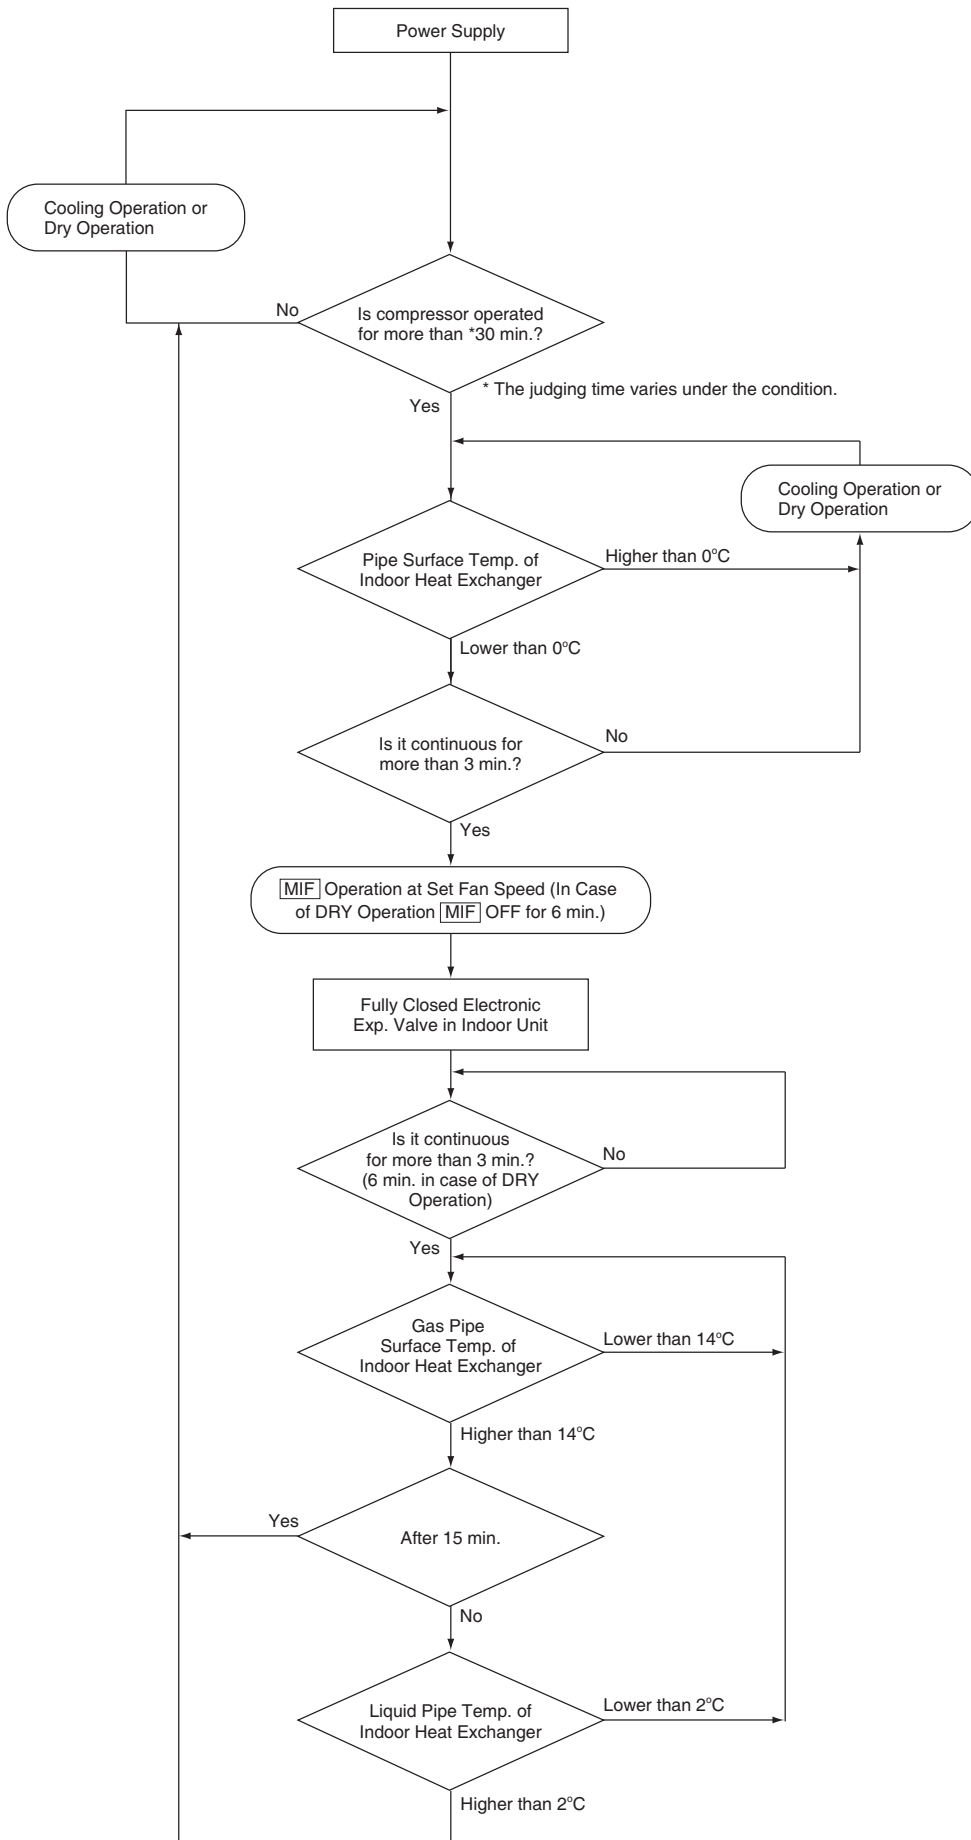 Power Supply
Cooling Operation or
Dry Operation
No
Is compressor operated
for more than *30 min.?
* The judging time varies under the condition.
Yes
Cooling Operation or
Dry Operation
Pipe Surface Temp. of
Indoor Heat Exchanger
Higher than 0°C
Lower than 0°C
Is it continuous for
more than 3 min.?
No
Yes
MIF Operation at Set Fan Speed (In Case
of DRY Operation MIF OFF for 6 min.)
Fully Closed Electronic
Exp. Valve in Indoor Unit
Is it continuous
for more than 3 min.?
(6 min. in case of DRY
Operation)
No
Yes
Gas Pipe
Surface Temp. of
Indoor Heat Exchanger
Lower than 14°C
Higher than 14°C
Yes
After 15 min.
No
Liquid Pipe Temp. of
Indoor Heat Exchanger
Lower than 2°C
Higher than 2°C